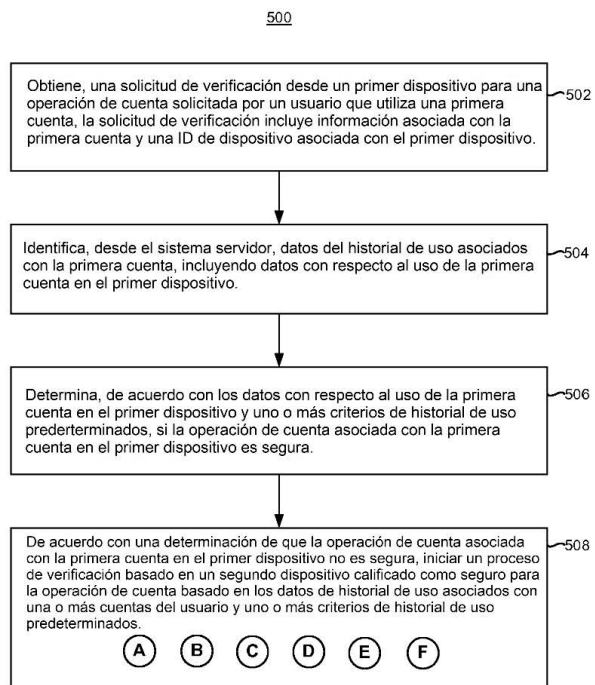 500
Obtiene, una solicitud de verificación desde un primer dispositivo para una
operación de cuenta solicitada por un usuario que utiliza una primera
cuenta, la solicitud de verificación incluye información asociada con la
primera cuenta y una ID de dispositivo asociada con el primer dispositivo.
502
Identifica, desde el sistema servidor, datos del historial de uso asociados
con la primera cuenta, incluyendo datos con respecto al uso de la primera
cuenta en el primer dispositivo.
504
Determina, de acuerdo con los datos con respecto al uso de la primera
cuenta en el primer dispositivo y uno o más criterios de historial de uso
prederterminados, si la operación de cuenta asociada con la primera
cuenta en el primer dispositivo es segura.
506
De acuerdo con una determinación de que la operación de cuenta asociada
con la primera cuenta en el primer dispositivo no es segura, iniciar un proceso
de verificación basado en un segundo dispositivo calificado como seguro para
la operación de cuenta basado en los datos de historial de uso asociados con
una o más cuentas del usuario y uno o más criterios de historial de uso
predeterminados.
508
A B C D E F